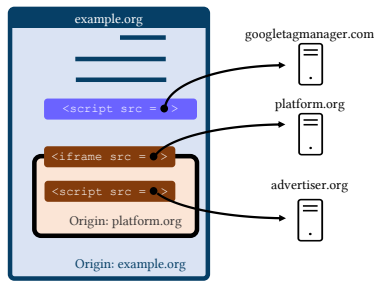 example.org
googletagmanager.com
<script src = >
platform.org
<iframe src = >
<script src = >
advertiser.org
Origin: platform.org
Origin: example.org